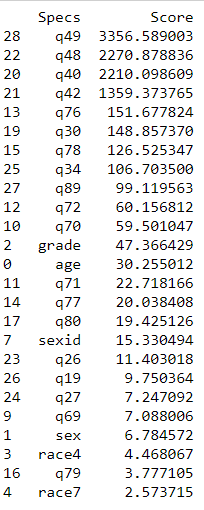 Specs Score
28 q49 3356.589003
22 q48 2270.878836
20 q40 2210.098609
21 q42 1359.373765
13 q76 151.677824
19 q30 148.857370
15 q78 126.525347
25 q34 106.703500
27 q89 99.119563
12 q72 60.156812
10 q70 59.501047
2 grade 47.366429
0 age 30.255012
11 q71 22.718166
14 q77 20.038408
17 q80 19.425126
7 sexid 15.330494
23 q26 11.403018
26 q19 9.750364
24 q27 7.247092
9 q69 7.088006
1 sex 6.784572
3 race4 4.468067
16 q79 3.777105
4 race7 2.573715